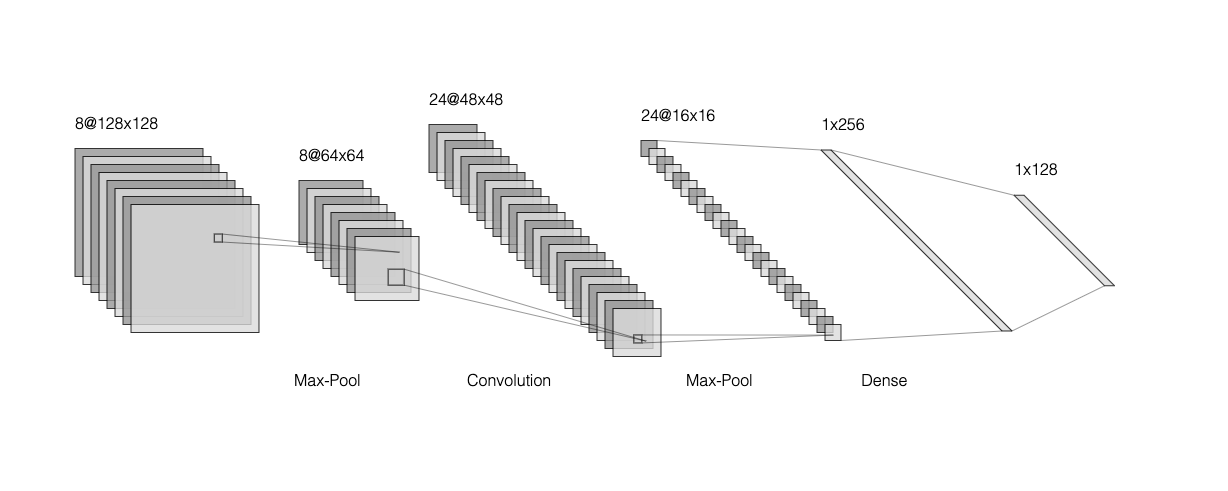 8@128x128
8@64x64
24@48x48
24@16x16
1x256
1x128
Max-Pool
Convolution
Max-Pool
Dense